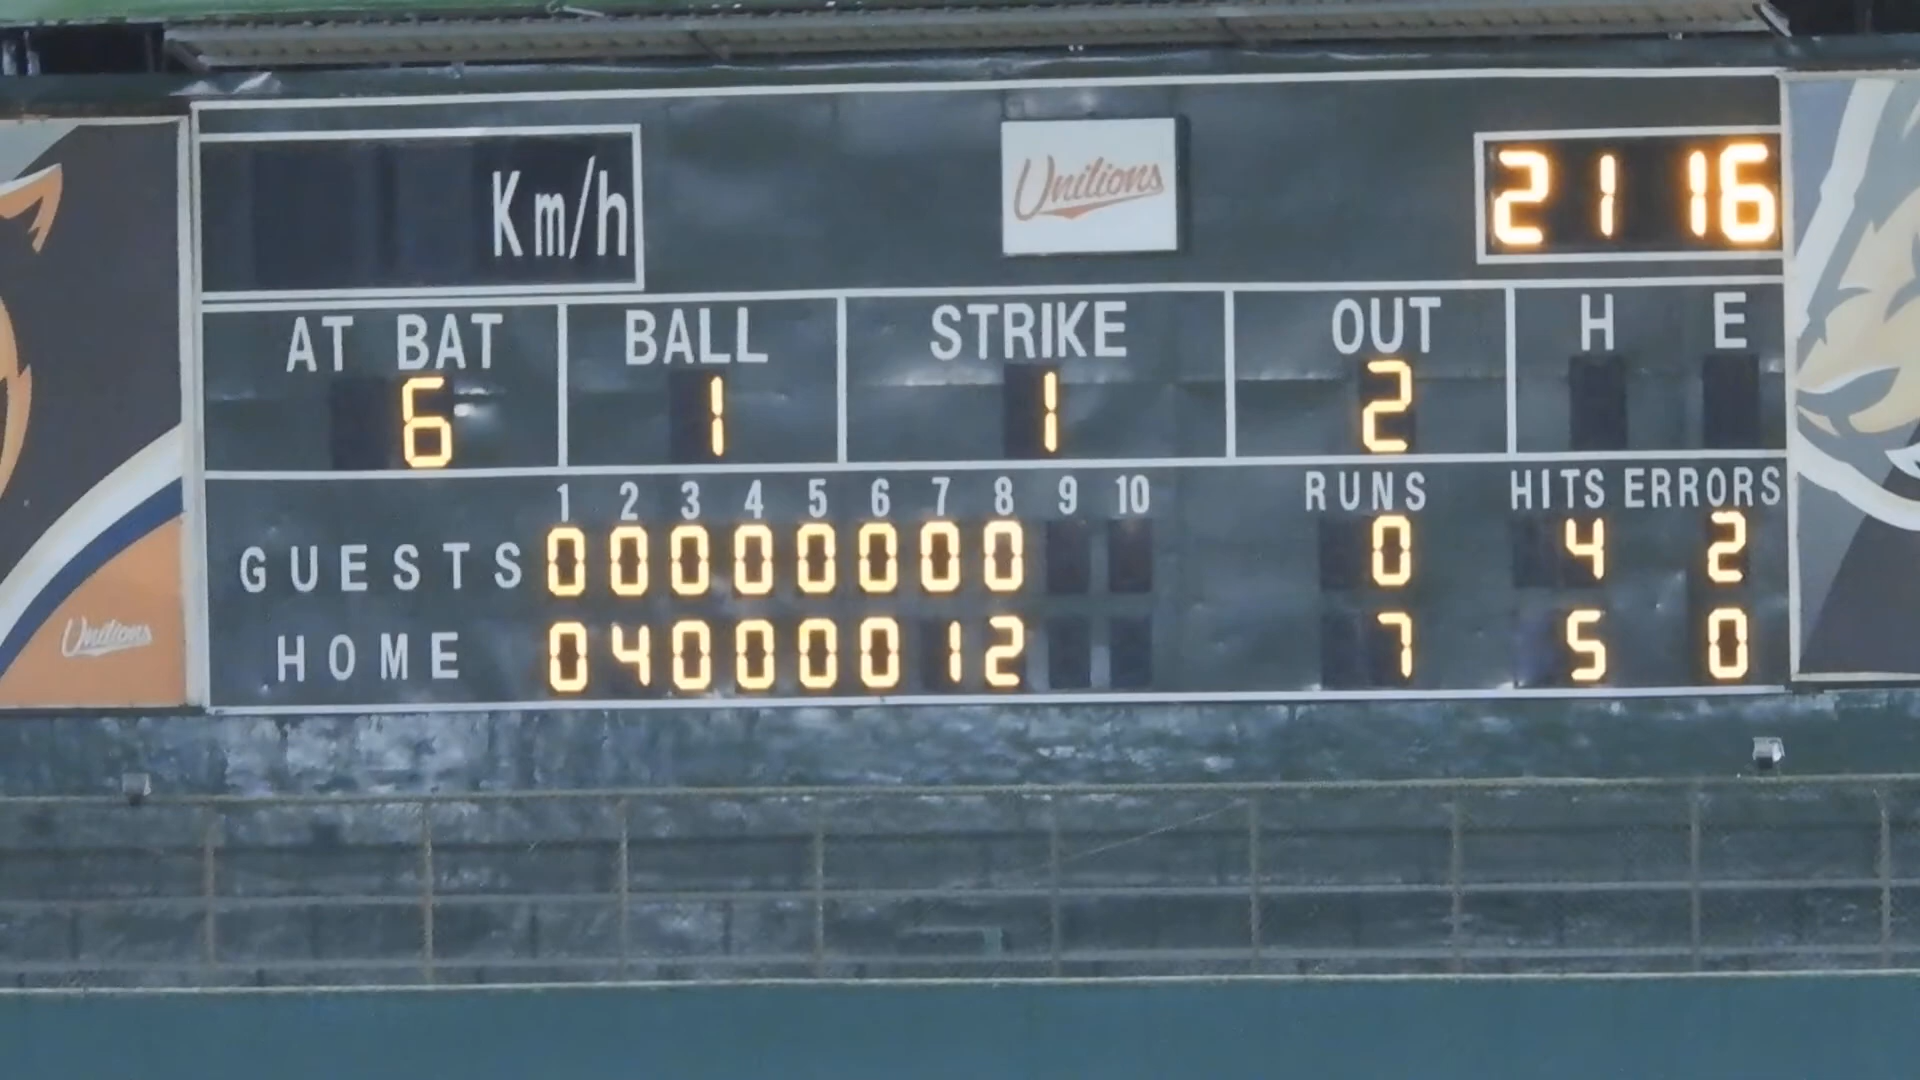 Km/h
Unilions
21 16
AT BAT BALL STRIKE OUT H E
6 1 1 2
1 2 3 4 5 6 7 8 9 10 RUNS HITS ERRORS
GUESTS 0 0 0 0 0 0 0 0 0 4 2
HOME 0 4 0 0 0 0 1 2 7 5 0
Unilions